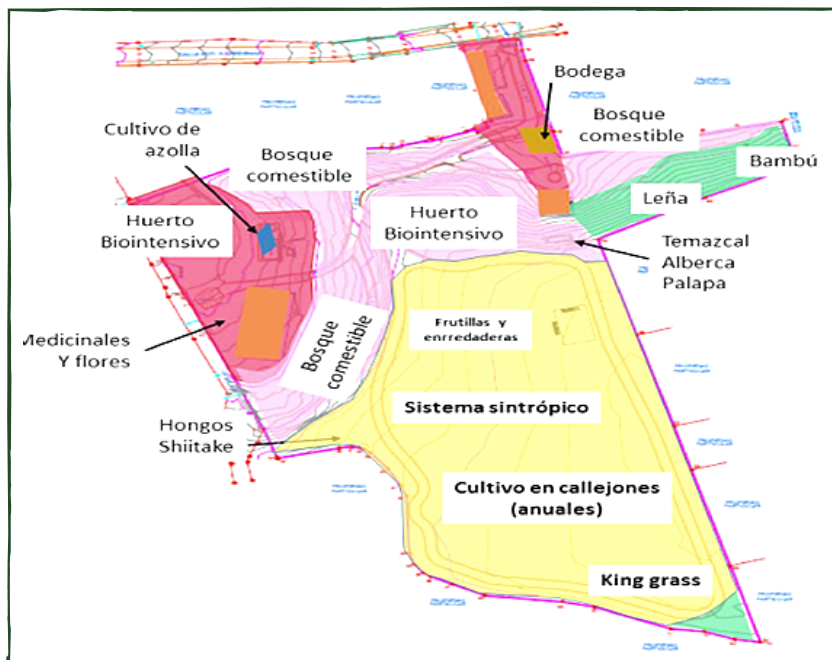 Bodega
Cultivo de
azolla
Bosque
comestible
Bosque
comestible
Bambú
Leña
Huerto
Biointensivo
Huerto
Biointensivo
Temazcal
Alberca
Palapa
Medicinales
Y flores
Bosque
comestible
Frutillas y
enrredaderas
Sistema sintrópico
Hongos
Shiitake
Cultivo en callejones
(anuales)
King grass